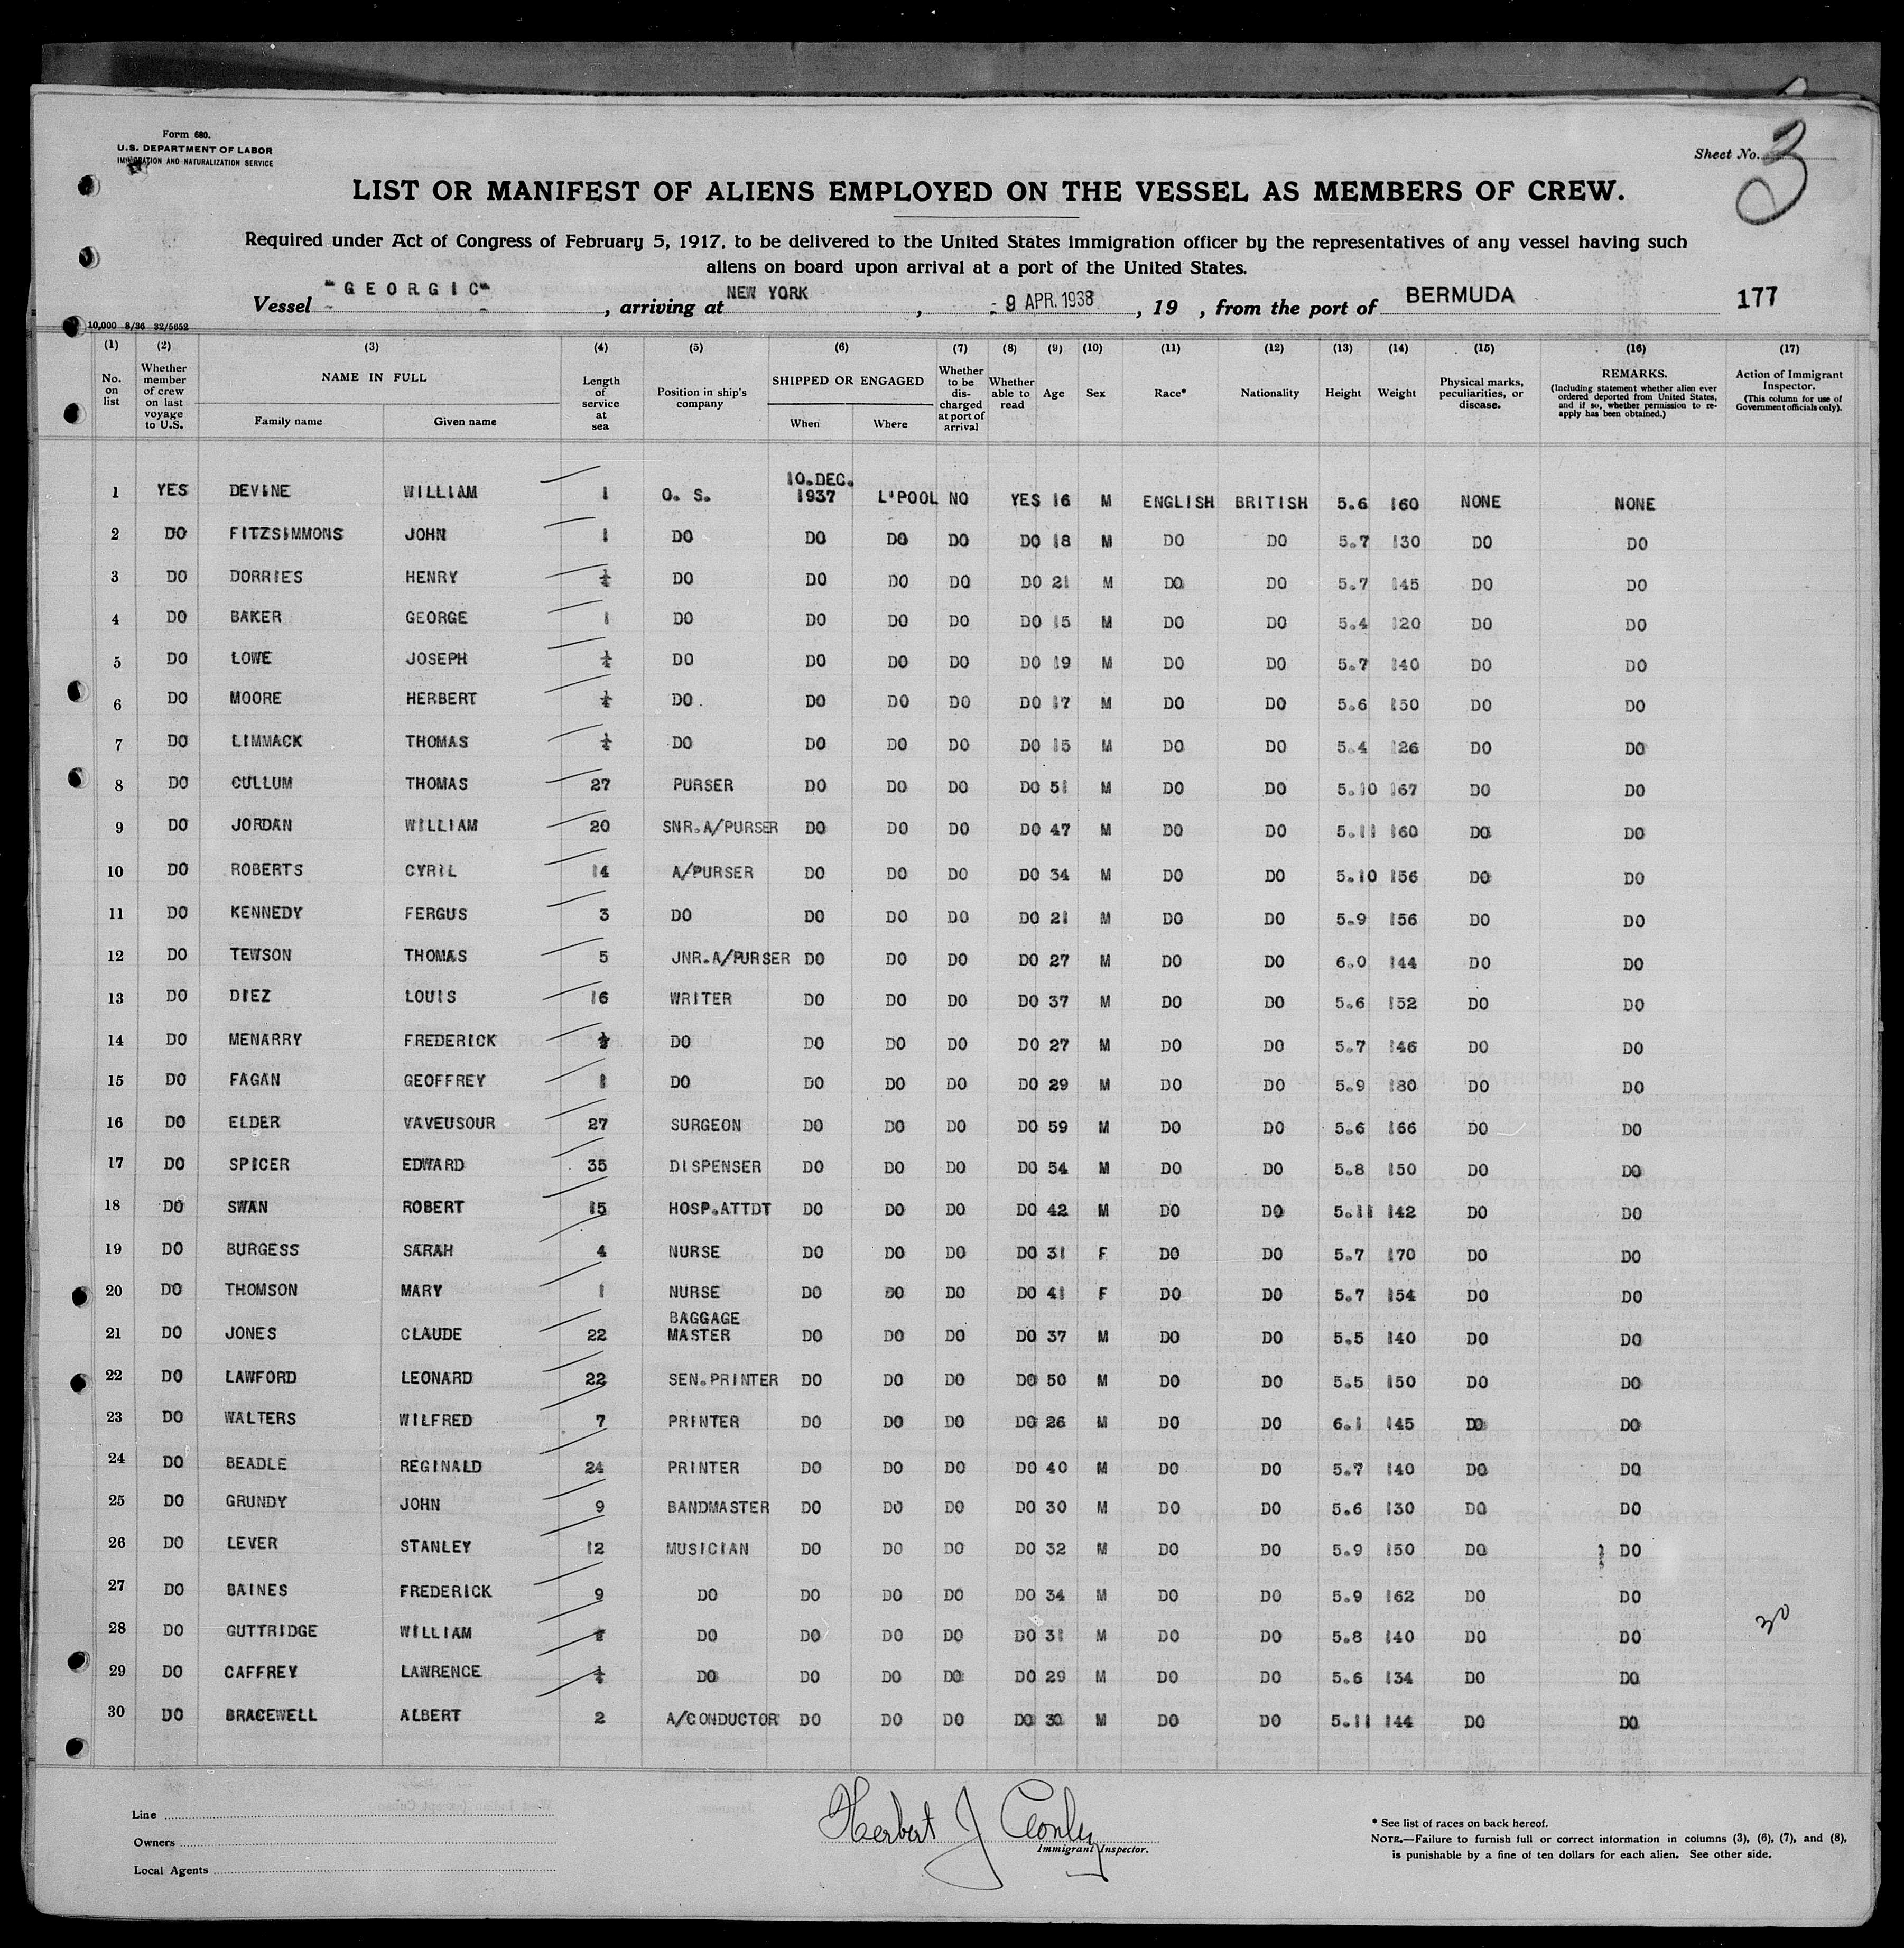 Form 680.
U.S. DEPARTMENT OF LABOR
IMMIGRATION AND NATURALIZATION SERVICE
Sheet No. 3
LIST OR MANIFEST OF ALIENS EMPLOYED ON THE VESSEL AS MEMBERS OF CREW.
Required under Act of Congress of February 5, 1917, to be delivered to the United States immigration officer by the representatives of any vessel having such
aliens on board upon arrival at a port of the United States.
Vessel "GEORGIC", arriving at NEW YORK, - 9 APR. 1938, 19 , from the port of BERMUDA 177
10,000 8/36 32/5652
(1) (2) (3) (4) (5) (6) (7) (8) (9) (10) (11) (12) (13) (14) (15) (16) (17)
No. on list Whether member of crew on last voyage to U.S. NAME IN FULL Family name Given name Length of service at sea Position in ship's company SHIPPED OR ENGAGED When Where Whether to be discharged at port of arrival Whether able to read Age Sex Race* Nationality Height Weight Physical marks, peculiarities, or disease. REMARKS. (Including statement whether alien ever ordered deported from United States, and if so, whether permission to re-apply has been obtained.) Action of Immigrant Inspector. (This column for use of Government officials only).
1 YES DEVINE WILLIAM 1 O. S. 10.DEC. 1937 L'POOL NO YES 16 M ENGLISH BRITISH 5.6 160 NONE NONE
2 DO FITZSIMMONS JOHN 1 DO DO DO DO DO 18 M DO DO 5.7 130 DO DO
3 DO DORRIES HENRY DO DO DO DO DO 21 M DO DO 5.7 145 DO DO
4 DO BAKER GEORGE 1 DO DO DO DO DO 15 M DO DO 5.4 120 DO DO
5 DO LOWE JOSEPH DO DO DO DO DO 19 M DO DO 5.7 140 DO DO
6 DO MOORE HERBERT DO DO DO DO DO 17 M DO DO 5.6 150 DO DO
7 DO LIMMACK THOMAS DO DO DO DO DO 15 M DO DO 5.4 126 DO DO
8 DO CULLUM THOMAS 27 PURSER DO DO DO DO 51 M DO DO 5.10 167 DO DO
9 DO JORDAN WILLIAM 20 SNR.A/PURSER DO DO DO DO 47 M DO DO 5.11 160 DO DO
10 DO ROBERTS CYRIL 14 A/PURSER DO DO DO DO 34 M DO DO 5.10 156 DO DO
11 DO KENNEDY FERGUS 3 DO DO DO DO DO 21 M DO DO 5.9 156 DO DO
12 DO TEWSON THOMAS 5 JNR.A/PURSER DO DO DO DO 27 M DO DO 6.0 144 DO DO
13 DO DIEZ LOUIS 16 WRITER DO DO DO DO 37 M DO DO 5.6 152 DO DO
14 DO MENARRY FREDERICK DO DO DO DO DO 27 M DO DO 5.7 146 DO DO
15 DO FAGAN GEOFFREY 1 DO DO DO DO DO 29 M DO DO 5.9 180 DO DO
16 DO ELDER VAVEUSOUR 27 SURGEON DO DO DO DO 59 M DO DO 5.6 166 DO DO
17 DO SPICER EDWARD 35 DISPENSER DO DO DO DO 54 M DO DO 5.8 150 DO DO
18 DO SWAN ROBERT 15 HOSP.ATTDT DO DO DO DO 42 M DO DO 5.11 142 DO DO
19 DO BURGESS SARAH 4 NURSE DO DO DO DO 31 F DO DO 5.7 170 DO DO
20 DO THOMSON MARY 1 NURSE DO DO DO DO 41 F DO DO 5.7 154 DO DO
21 DO JONES CLAUDE 22 BAGGAGE MASTER DO DO DO DO 37 M DO DO 5.5 140 DO DO
22 DO LAWFORD LEONARD 22 SEN.PRINTER DO DO DO DO 50 M DO DO 5.5 150 DO DO
23 DO WALTERS WILFRED 7 PRINTER DO DO DO DO 26 M DO DO 6.1 145 DO DO
24 DO BEADLE REGINALD 24 PRINTER DO DO DO DO 40 M DO DO 5.7 140 DO DO
25 DO GRUNDY JOHN 9 BANDMASTER DO DO DO DO 30 M DO DO 5.6 130 DO DO
26 DO LEVER STANLEY 12 MUSICIAN DO DO DO DO 32 M DO DO 5.9 150 DO DO
27 DO BAINES FREDERICK 9 DO DO DO DO DO 34 M DO DO 5.9 162 DO DO
28 DO GUTTRIDGE WILLIAM DO DO DO DO DO 31 M DO DO 5.8 140 DO DO 30
29 DO CAFFREY LAWRENCE DO DO DO DO DO 29 M DO DO 5.6 134 DO DO
30 DO BRACEWELL ALBERT 2 A/CONDUCTOR DO DO DO DO 30 M DO DO 5.11 144 DO DO
Line
Owners
Local Agents
Herbert J Conley
Immigrant Inspector.
* See list of races on back hereof.
NOTE.—Failure to furnish full or correct information in columns (3), (6), (7), and (8),
is punishable by a fine of ten dollars for each alien. See other side.